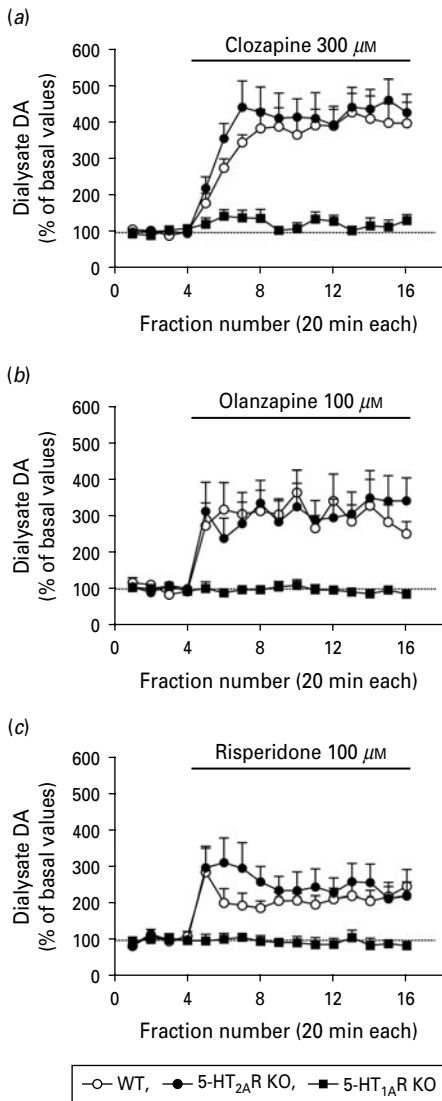 (a)
Clozapine 300 μM
Dialysate DA
(% of basal values)
600
500
400
300
200
100
0
0 4 8 12 16
Fraction number (20 min each)
(b)
Olanzapine 100 μM
Dialysate DA
(% of basal values)
600
500
400
300
200
100
0
0 4 8 12 16
Fraction number (20 min each)
(c)
Risperidone 100 μM
Dialysate DA
(% of basal values)
600
500
400
300
200
100
0
0 4 8 12 16
Fraction number (20 min each)
WT, 5-HT2AR KO, 5-HT1AR KO